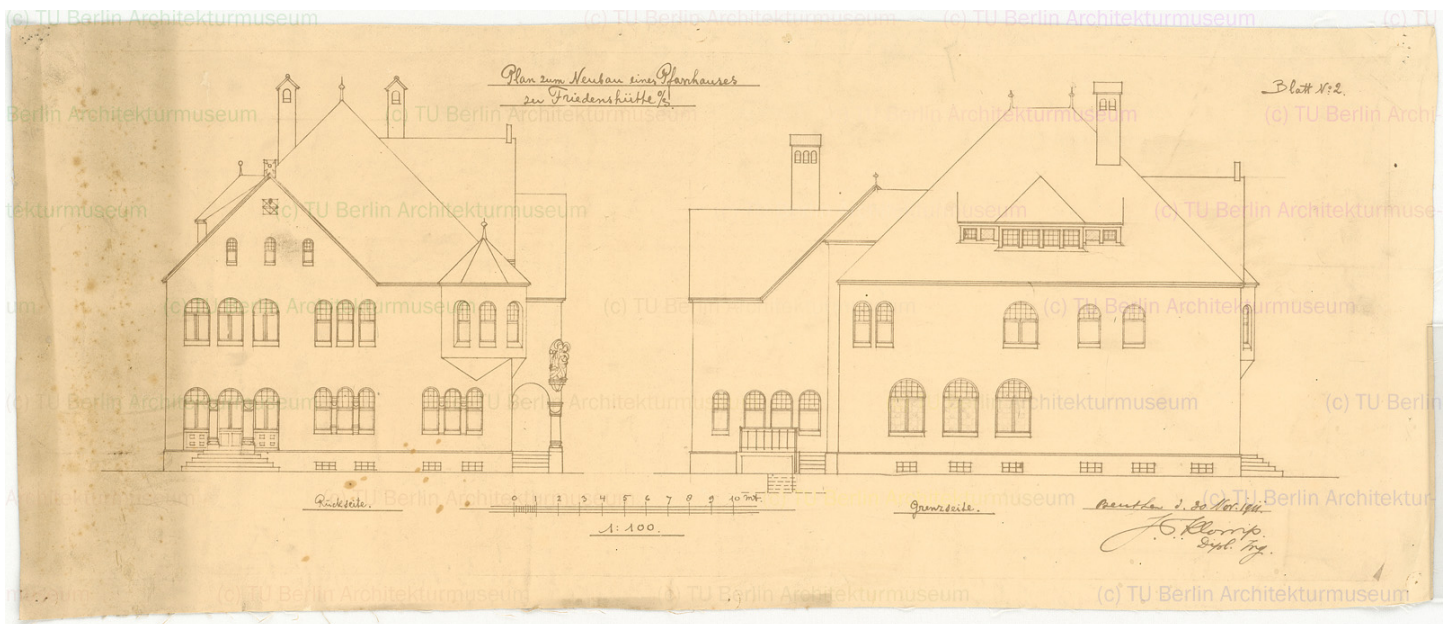 Plan zum Neubau eines Pfarrhauses
zu Friedenshütte O/S.
Blatt № 2.
Rückseite.
0 1 2 3 4 5 6 7 8 9 10 mt.
1:100.
Grenzseite.
Beuthen d. 30 Nov. 1911.
Dipl. Ing.
(c) TU Berlin Architekturmuseum